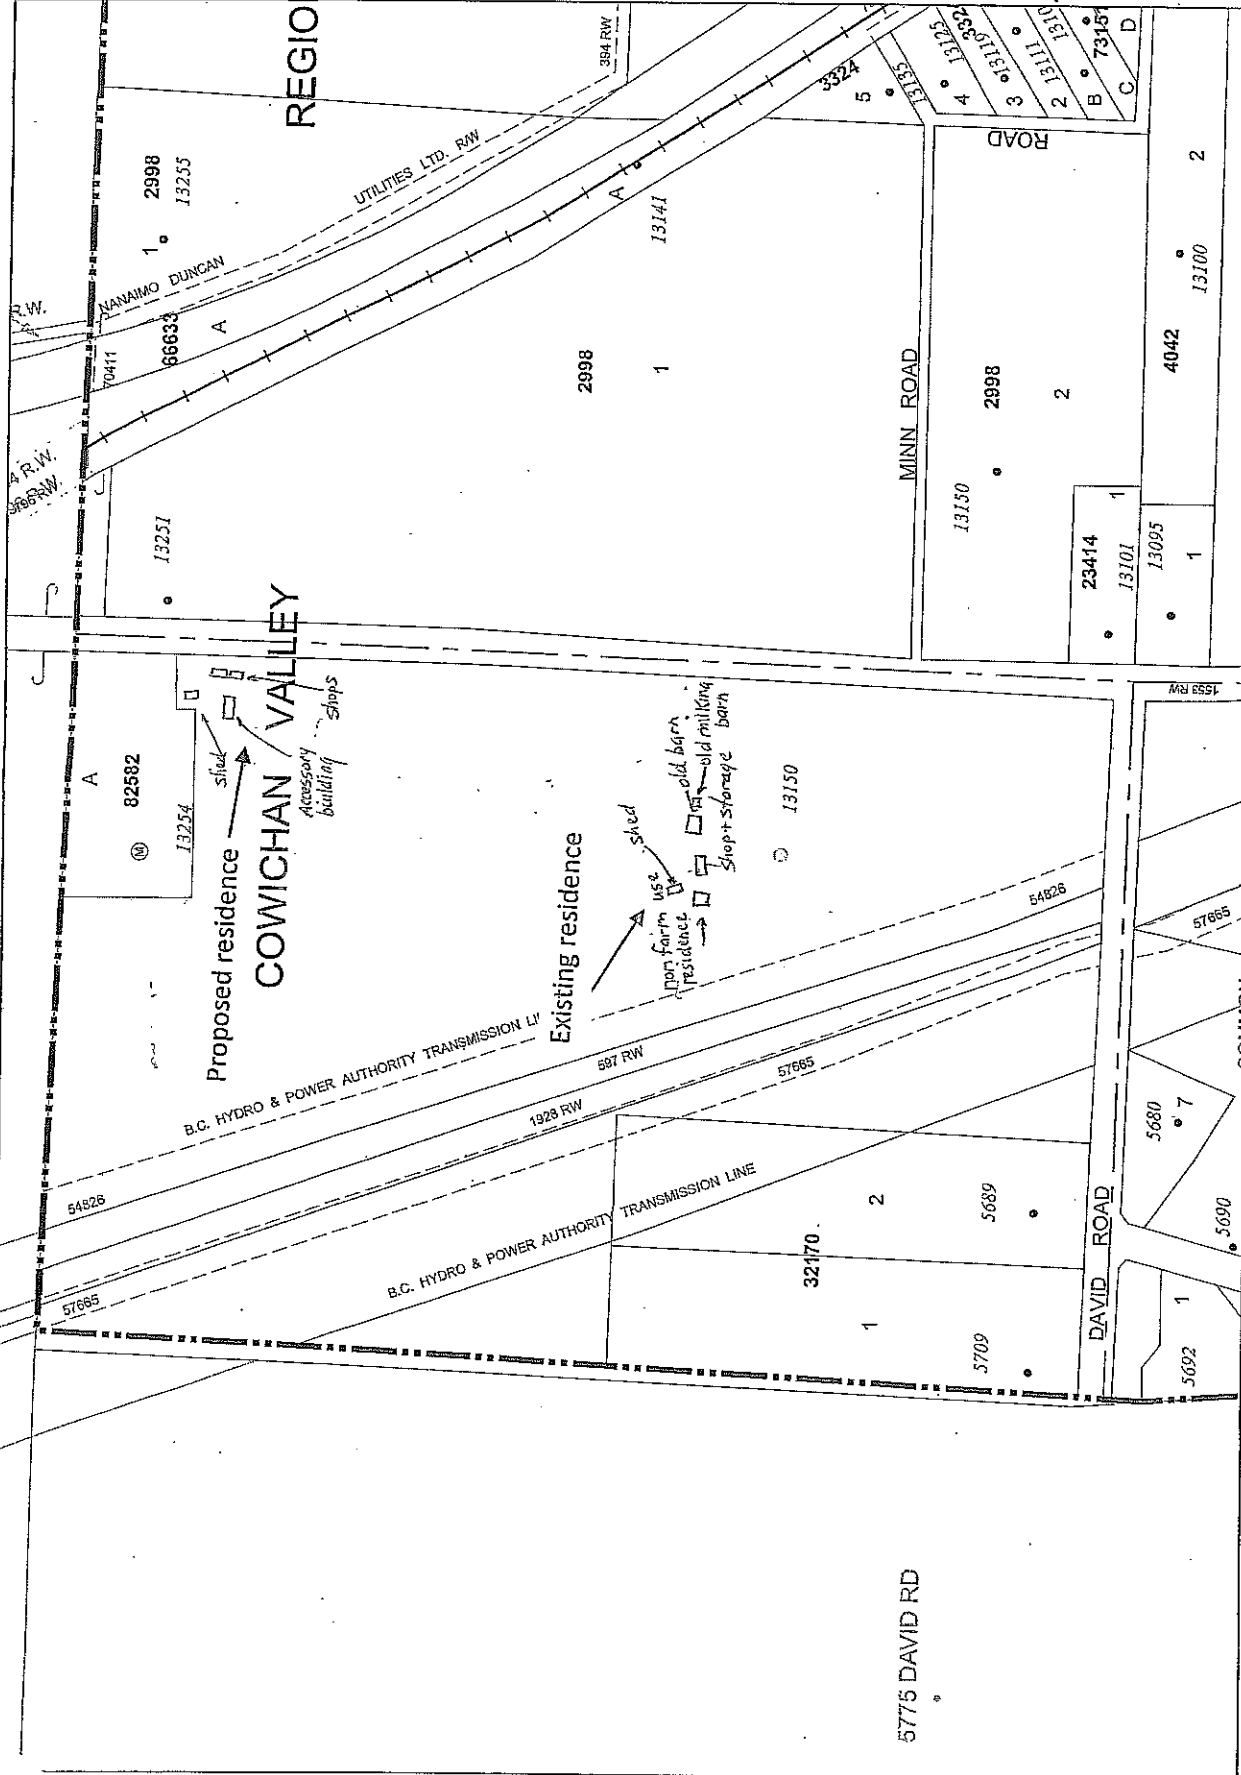 R.W.
4 R.W.
54826
57665
A
70411
82582
M
1
2998
66633
NANAIMO DUNCAN
13251
13255
13254
A
shed
Proposed residence
B.C. HYDRO & POWER AUTHORITY TRANSMISSION LI
COWICHAN VALLEY
REGIO
Accessory
building
shops
UTILITIES LTD. R/W
B.C. HYDRO & POWER AUTHORITY TRANSMISSION LINE
1928 RW
Existing residence
2998
394 RW
597 RW
A
shed
non farm use
residence
1
13141
old barn
old milking
barn
shop + storage
57665
13150
32170
3324
1
2
5
5775 DAVID RD
MINN ROAD
13135
13150
4
13125
5709
5689
2998
3
13119
ROAD
54826
2
2
13111
23414
B
1
DAVID ROAD
13101
73151
C
D
5680
13095
4042
7
1
13100
2
5692
1
57665
1553 RW
5690